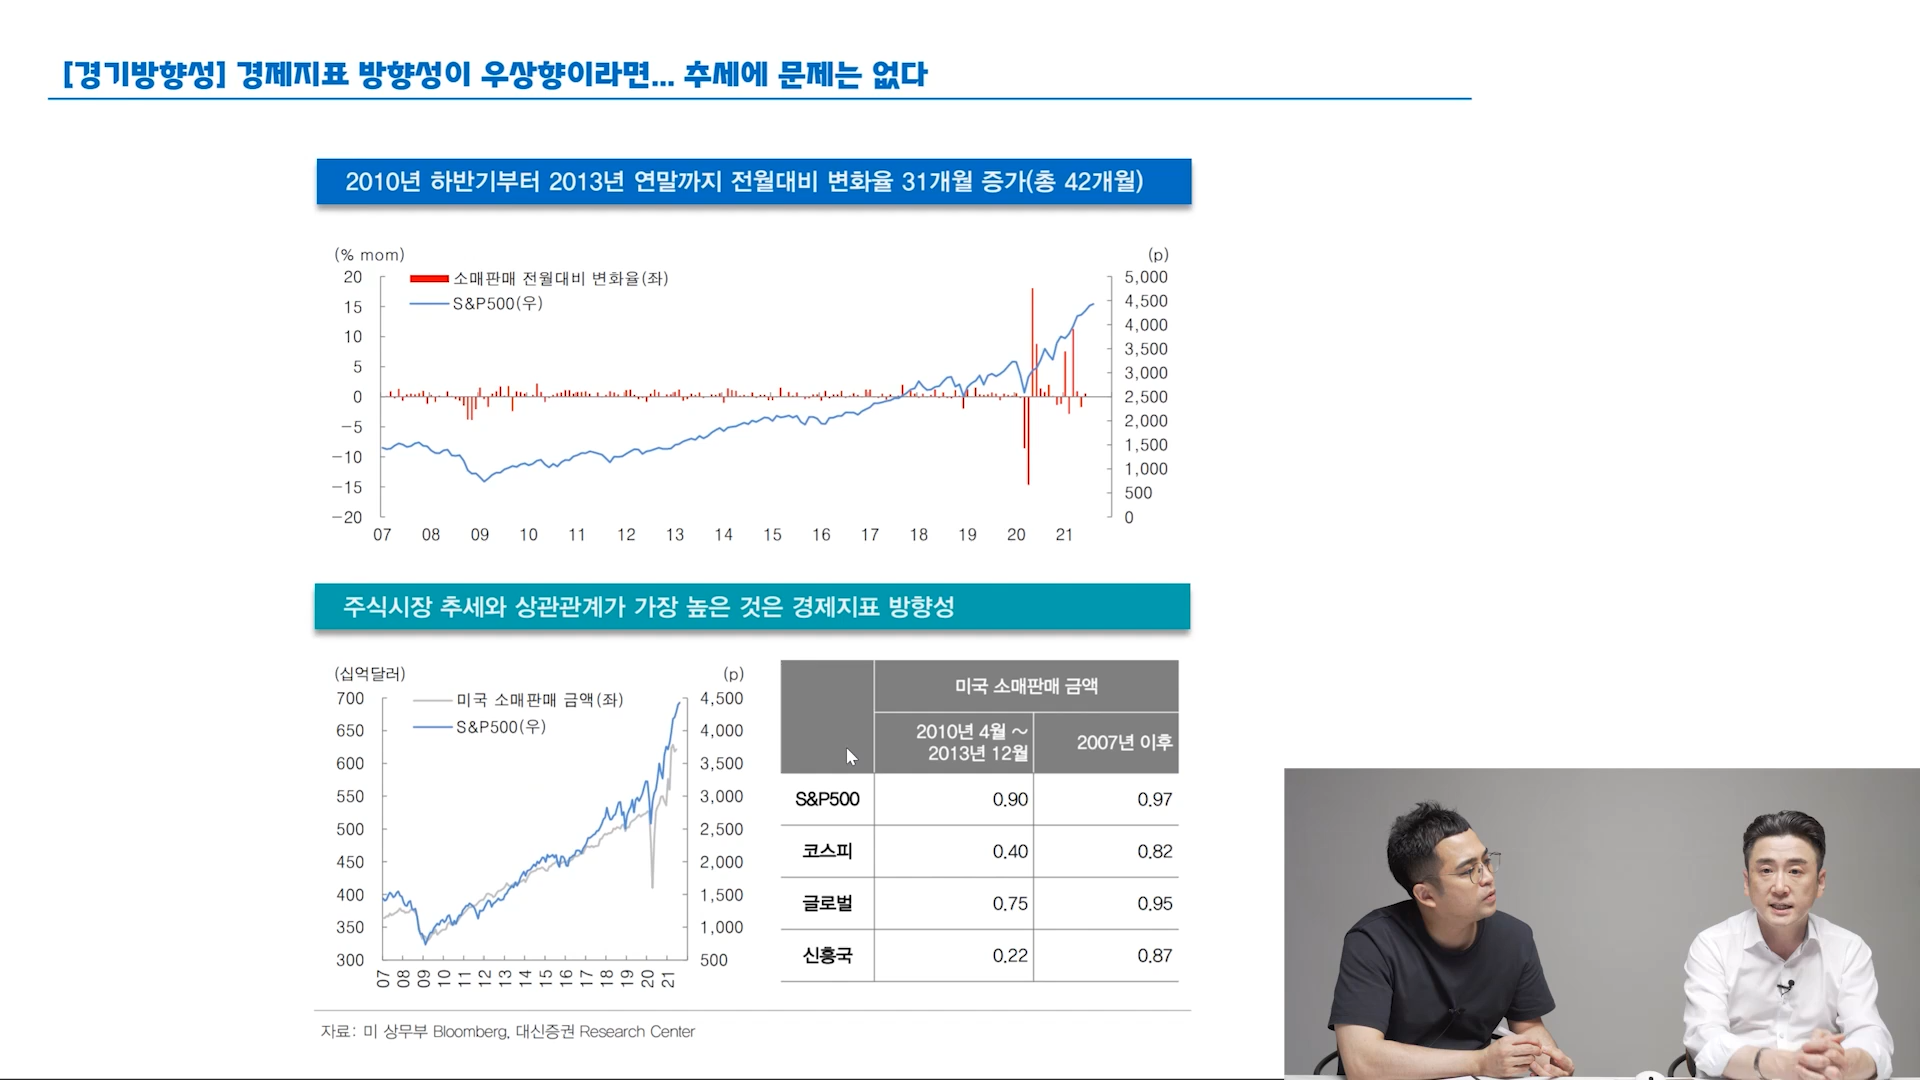 [경기방향성] 경제지표 방향성이 우상향이라면... 추세에 문제는 없다
2010년 하반기부터 2013년 연말까지 전월대비 변화율 31개월 증가(총 42개월)
(% mom)
(p)
소매판매 전월대비 변화율(좌)
S&P500(우)
20
15
10
5
0
−5
−10
−15
−20
5,000
4,500
4,000
3,500
3,000
2,500
2,000
1,500
1,000
500
0
07 08 09 10 11 12 13 14 15 16 17 18 19 20 21
주식시장 추세와 상관관계가 가장 높은 것은 경제지표 방향성
(십억달러)
(p)
미국 소매판매 금액(좌)
S&P500(우)
700
650
600
550
500
450
400
350
300
4,500
4,000
3,500
3,000
2,500
2,000
1,500
1,000
500
07 08 09 10 11 12 13 14 15 16 17 18 19 20 21
미국 소매판매 금액
2010년 4월 ~
2013년 12월
2007년 이후
S&P500 0.90 0.97
코스피 0.40 0.82
글로벌 0.75 0.95
신흥국 0.22 0.87
자료: 미 상무부 Bloomberg, 대신증권 Research Center